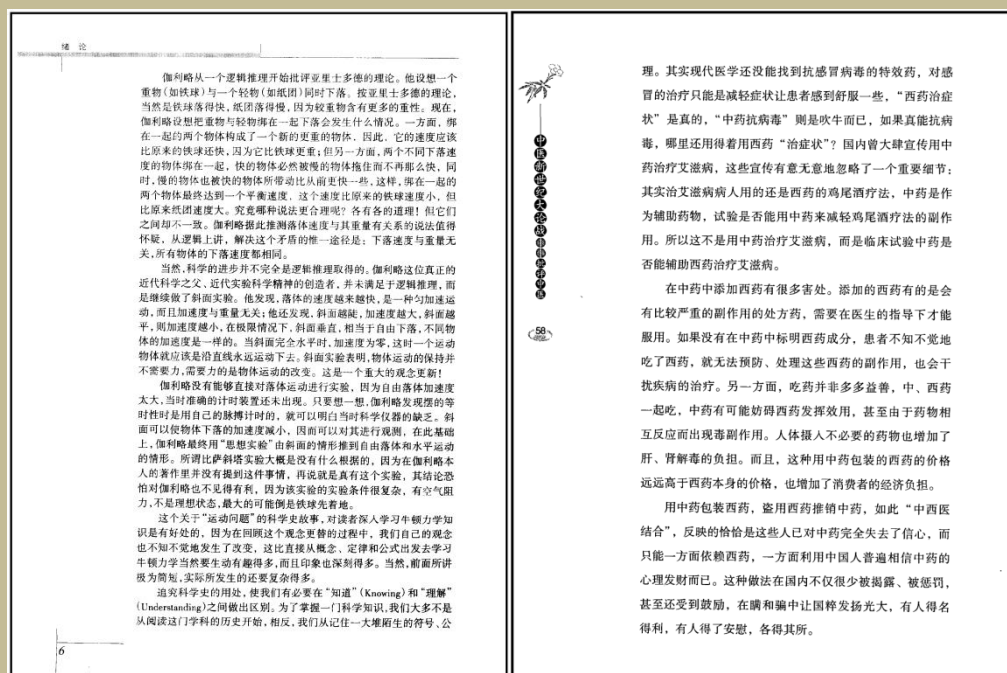 绪 论
伽利略从一个逻辑推理开始批评亚里士多德的理论。他设想一个
重物(如铁球)与一个轻物(如纸团)同时下落。按亚里士多德的理论,
当然是铁球落得快,纸团落得慢,因为较重物含有更多的重性。现在,
伽利略设想把重物与轻物绑在一起下落会发生什么情况。一方面,绑
在一起的两个物体构成了一个新的更重的物体,因此,它的速度应该
比原来的铁球还快,因为它比铁球更重;但另一方面,两个不同下落速
度的物体绑在一起,快的物体必然被慢的物体拖住而不再那么快,同
时,慢的物体也被快的物体所带动比从前更快一些,这样,绑在一起的
两个物体最终达到一个平衡速度,这个速度比原来的铁球速度小,但
比原来纸团速度大。究竟哪种说法更合理呢?各有各的道理!但它们
之间却不一致。伽利略据此推测落体速度与其重量有关系的说法值得
怀疑,从逻辑上讲,解决这个矛盾的惟一途径是:下落速度与重量无
关,所有物体的下落速度都相同。
当然,科学的进步并不完全是逻辑推理取得的。伽利略这位真正的
近代科学之父、近代实验科学精神的创造者,并未满足于逻辑推理,而
是继续做了斜面实验。他发现,落体的速度越来越快,是一种匀加速运
动,而且加速度与重量无关;他还发现,斜面越陡,加速度越大,斜面越
平,则加速度越小,在极限情况下,斜面垂直,相当于自由下落,不同物
体的加速度是一样的。当斜面完全水平时,加速度为零,这时一个运动
物体就应该是沿直线永远运动下去。斜面实验表明,物体运动的保持并
不需要力,需要力的是物体运动的改变。这是一个重大的观念更新!
伽利略没有能够直接对落体运动进行实验,因为自由落体加速度
太大,当时准确的计时装置还未出现。只要想一想,伽利略发现摆的等
时性时是用自己的脉搏计时的,就可以明白当时科学仪器的缺乏。斜
面可以使物体下落的加速度减小,因而可以对其进行观测,在此基础
上,伽利略最终用“思想实验”由斜面的情形推到自由落体和水平运动
的情形。所谓比萨斜塔实验大概是没有什么根据的,因为在伽利略本
人的著作里并没有提到这件事情,再说就是真有这个实验,其结论恐
怕对伽利略也不见得有利,因为该实验的实验条件很复杂,有空气阻
力,不是理想状态,最大的可能倒是铁球先着地。
这个关于“运动问题”的科学史故事,对读者深入学习牛顿力学知
识是有好处的,因为在回顾这个观念更替的过程中,我们自己的观念
也不知不觉地发生了改变,这比直接从概念、定律和公式出发去学习
牛顿力学当然要生动有趣得多,而且印象也深刻得多。当然,前面所讲
极为简短,实际所发生的还要复杂得多。
追究科学史的用处,使我们有必要在“知道”(Knowing)和“理解”
(Understanding)之间做出区别。为了掌握一门科学知识,我们大多不是
从阅读这门学科的历史开始,相反,我们从记住一大堆陌生的符号、公
6
中医新世纪大论战
58
理。其实现代医学还没能找到抗感冒病毒的特效药,对感
冒的治疗只能是减轻症状让患者感到舒服一些,“西药治症
状”是真的,“中药抗病毒”则是吹牛而已,如果真能抗病
毒,哪里还用得着用西药“治症状”?国内曾大肆宣传用中
药治疗艾滋病,这些宣传有意无意地忽略了一个重要细节:
其实治艾滋病病人用的还是西药的鸡尾酒疗法,中药是作
为辅助药物,试验是否能用中药来减轻鸡尾酒疗法的副作
用。所以这不是用中药治疗艾滋病,而是临床试验中药是
否能辅助西药治疗艾滋病。
在中药中添加西药有很多害处。添加的西药有的是会
有比较严重的副作用的处方药,需要在医生的指导下才能
服用。如果没有在中药中标明西药成分,患者不知不觉地
吃了西药,就无法预防、处理这些西药的副作用,也会干
扰疾病的治疗。另一方面,吃药并非多多益善,中、西药
一起吃,中药有可能妨碍西药发挥效用,甚至由于药物相
互反应而出现毒副作用。人体摄入不必要的药物也增加了
肝、肾解毒的负担。而且,这种用中药包装的西药的价格
远远高于西药本身的价格,也增加了消费者的经济负担。
用中药包装西药,盗用西药推销中药,如此“中西医
结合”,反映的恰恰是这些人已对中药完全失去了信心,而
只能一方面依赖西药,一方面利用中国人普遍相信中药的
心理发财而已。这种做法在国内不仅很少被揭露、被惩罚,
甚至还受到鼓励,在瞒和骗中让国粹发扬光大,有人得名
得利,有人得了安慰,各得其所。